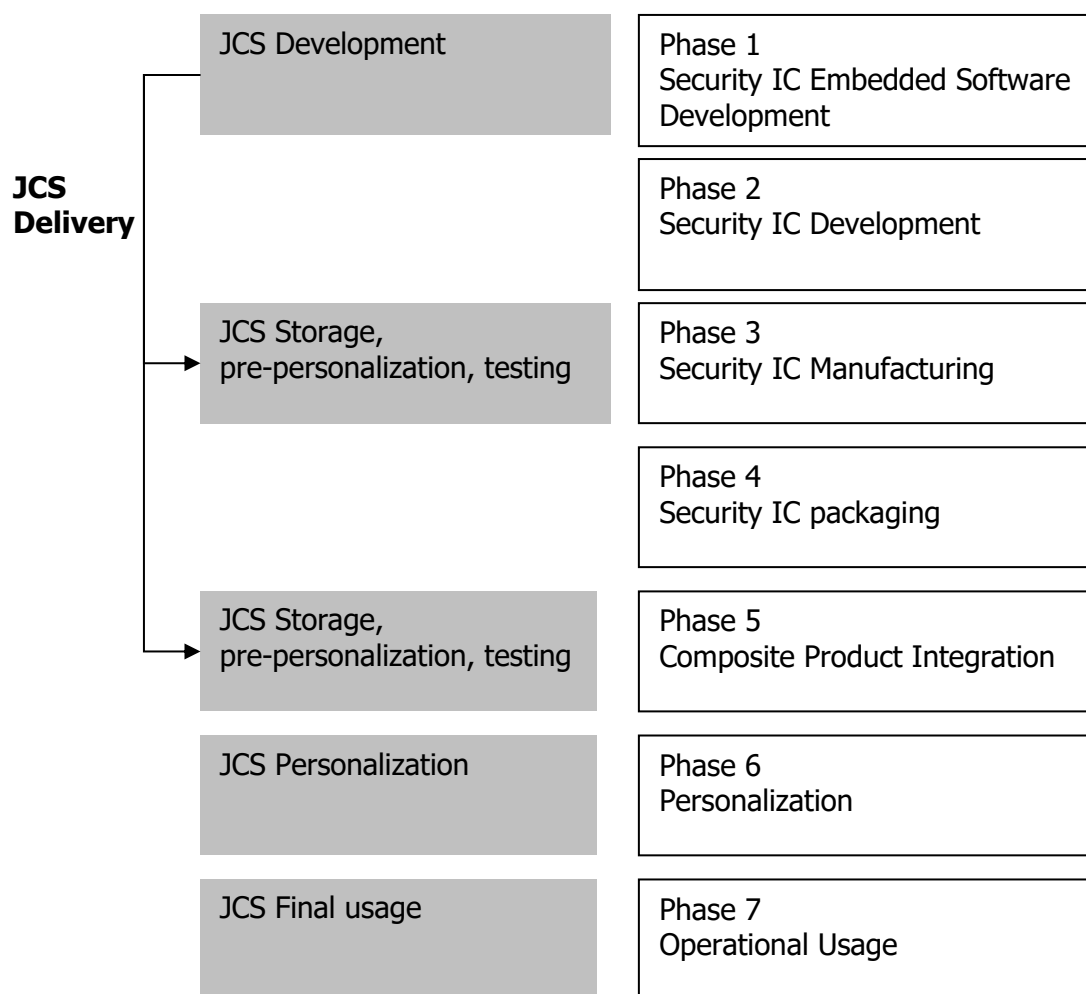 JCS Development
Phase 1
Security IC Embedded Software
Development
JCS
Delivery
Phase 2
Security IC Development
JCS Storage,
pre-personalization, testing
Phase 3
Security IC Manufacturing
Phase 4
Security IC packaging
JCS Storage,
pre-personalization, testing
Phase 5
Composite Product Integration
JCS Personalization
Phase 6
Personalization
JCS Final usage
Phase 7
Operational Usage